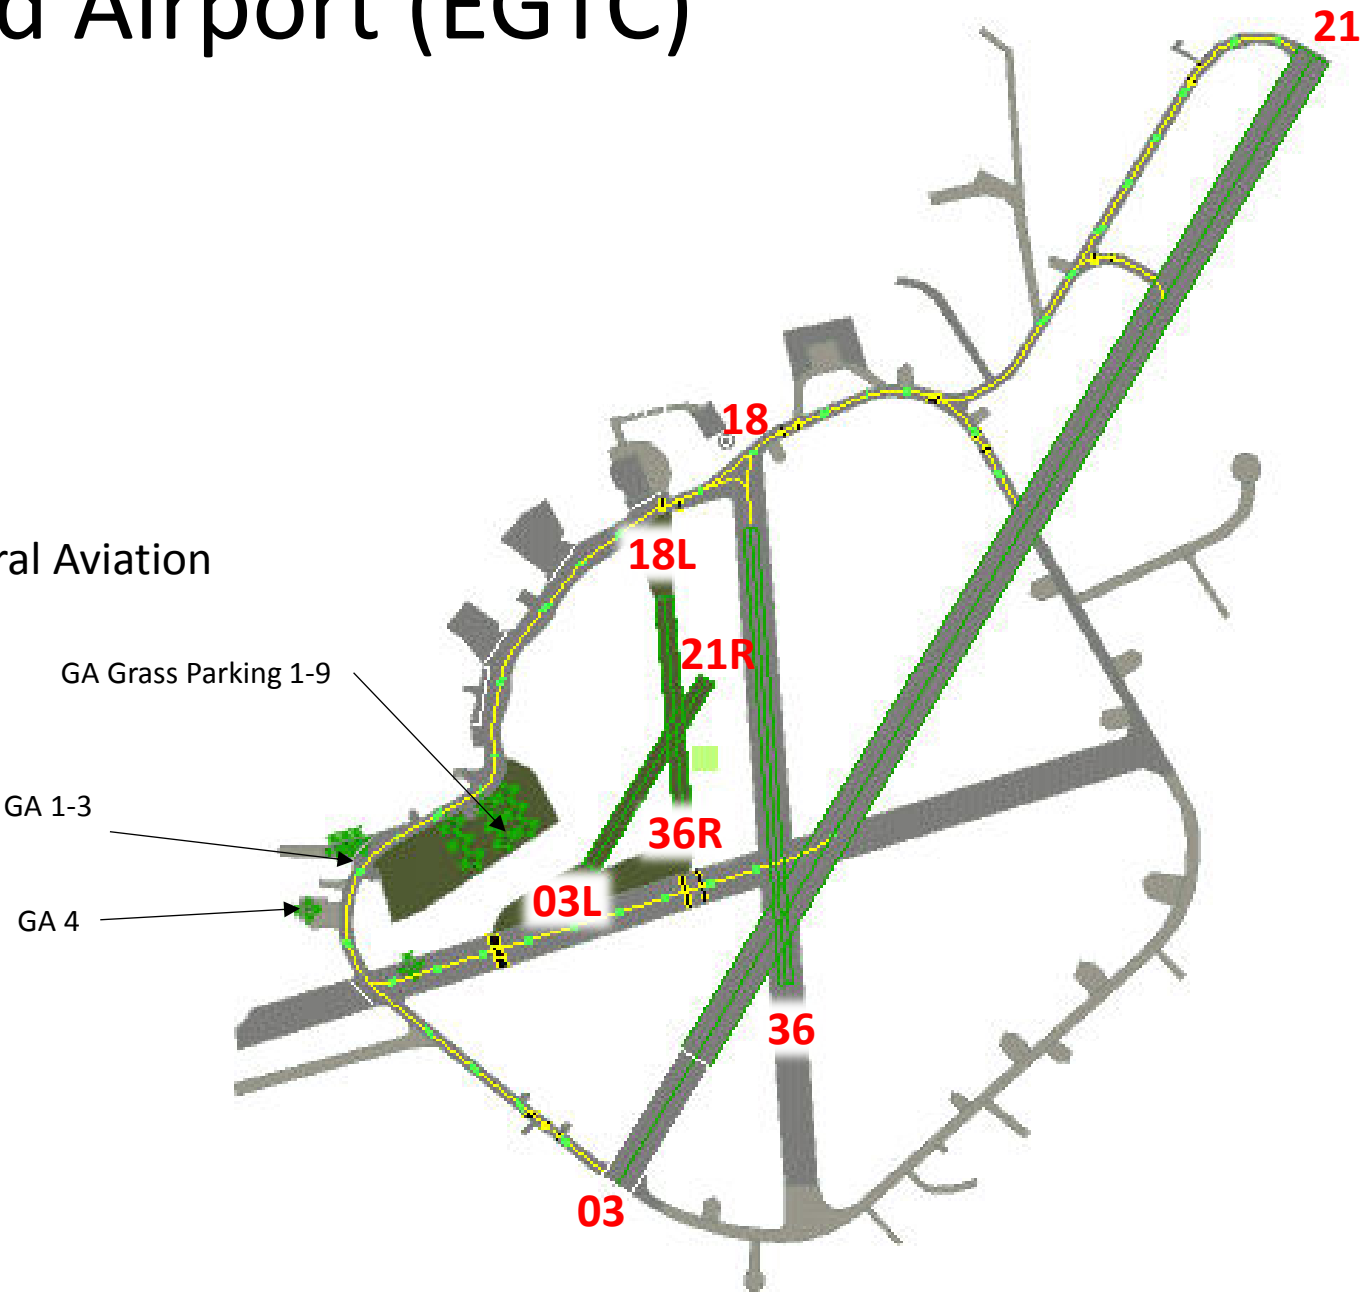 d Airport (EGTC)
21
18
18L
ral Aviation
21R
GA Grass Parking 1-9
GA 1-3
36R
03L
GA 4
36
03